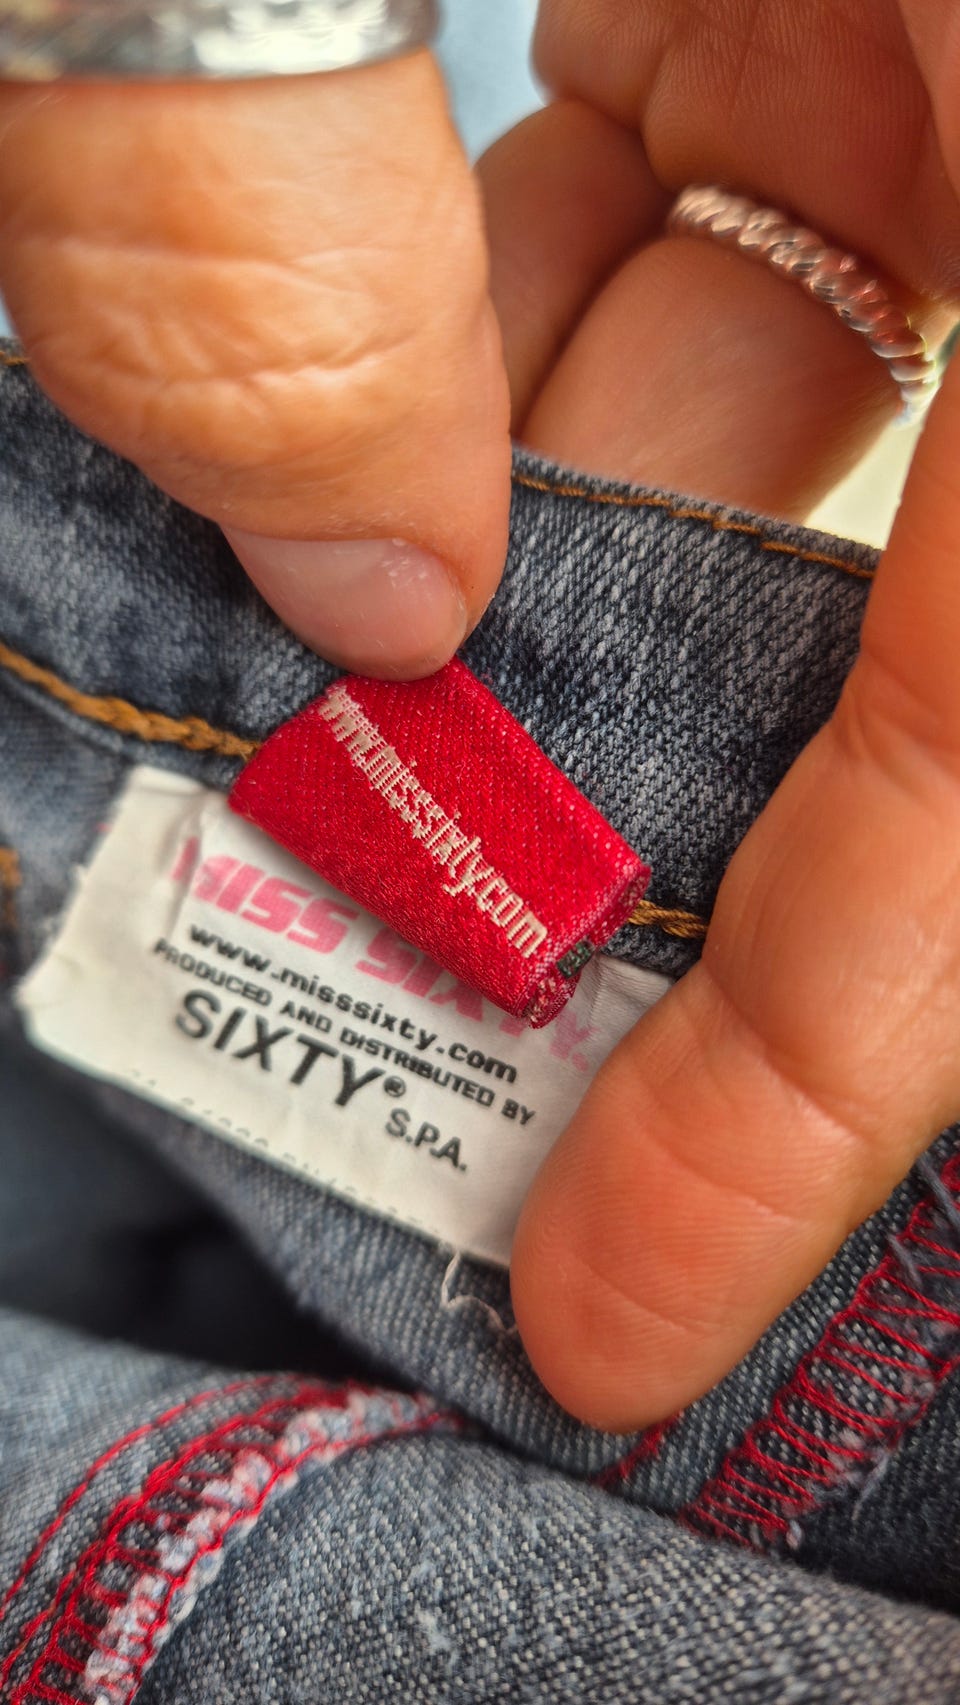 www.misssixty.com
MISS SIXTY.
www.misssixty.com
PRODUCED AND DISTRIBUTED BY
SIXTY®
S.P.A.